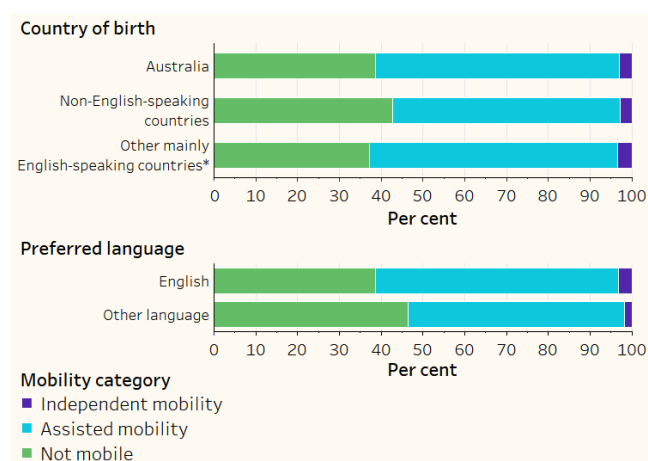 Country of birth
Australia
Non-English-speaking
countries
Other mainly
English-speaking countries*
0 10 20 30 40 50 60 70 80 90 100
Per cent
Preferred language
English
Other language
0 10 20 30 40 50 60 70 80 90 100
Per cent
Mobility category
Independent mobility
Assisted mobility
Not mobile